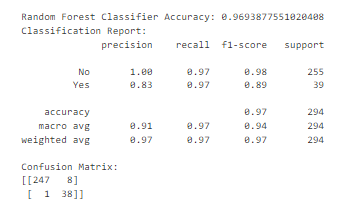 Random Forest Classifier Accuracy: 0.9693877551020408
Classification Report:
precision recall f1-score support
No 1.00 0.97 0.98 255
Yes 0.83 0.97 0.89 39
accuracy 0.97 294
macro avg 0.91 0.97 0.94 294
weighted avg 0.97 0.97 0.97 294
Confusion Matrix:
[[247 8]
[ 1 38]]